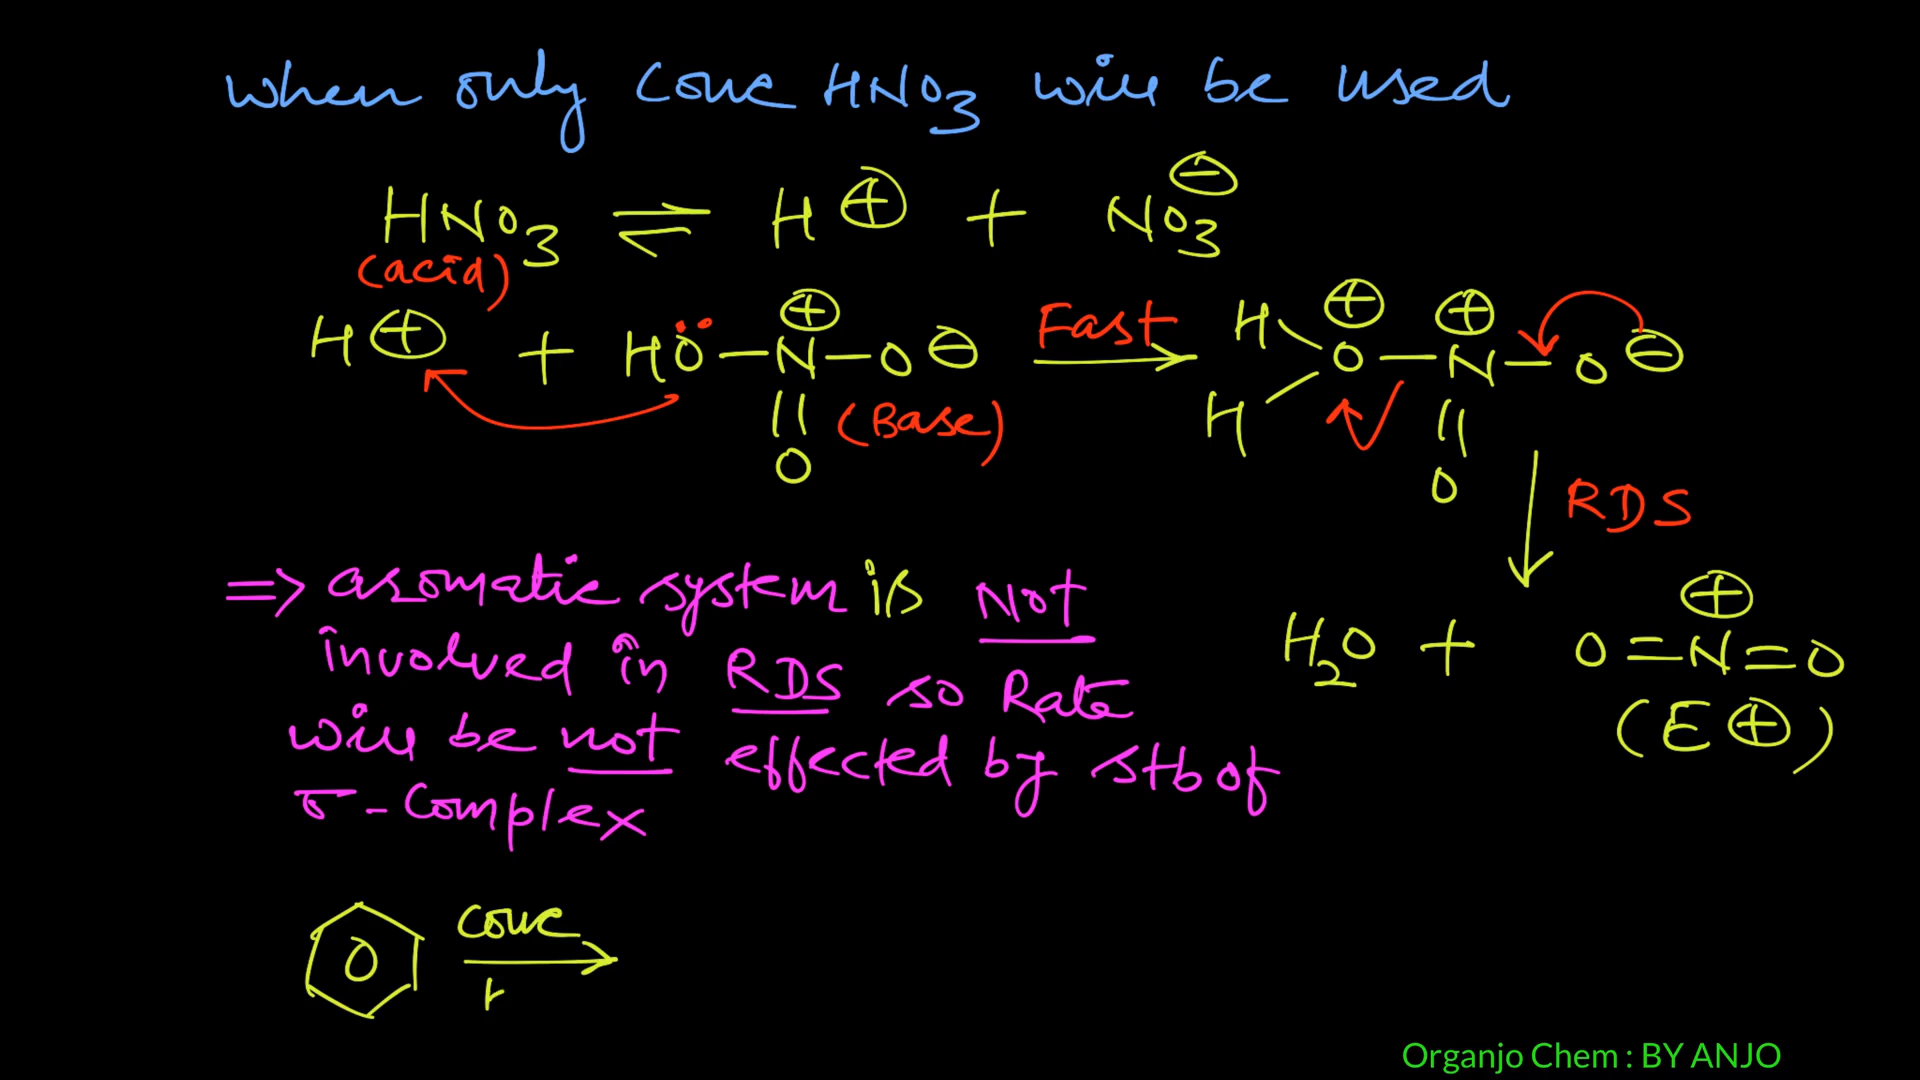 when only conc HNO3 will be used
HNO3 ⇌ H⊕ + NO3⊖
(acid)
H⊕ + HÖ—N⊕—O⊖ Fast → H O⊕—N⊕—O⊖
H
|| (Base) ||
O O
RDS
⇒ aromatic system is Not
involved in RDS so Rate
will be not effected by stb of
σ-complex
H2O + O=N⊕=O
(E⊕)
conc
Organjo Chem : BY ANJO